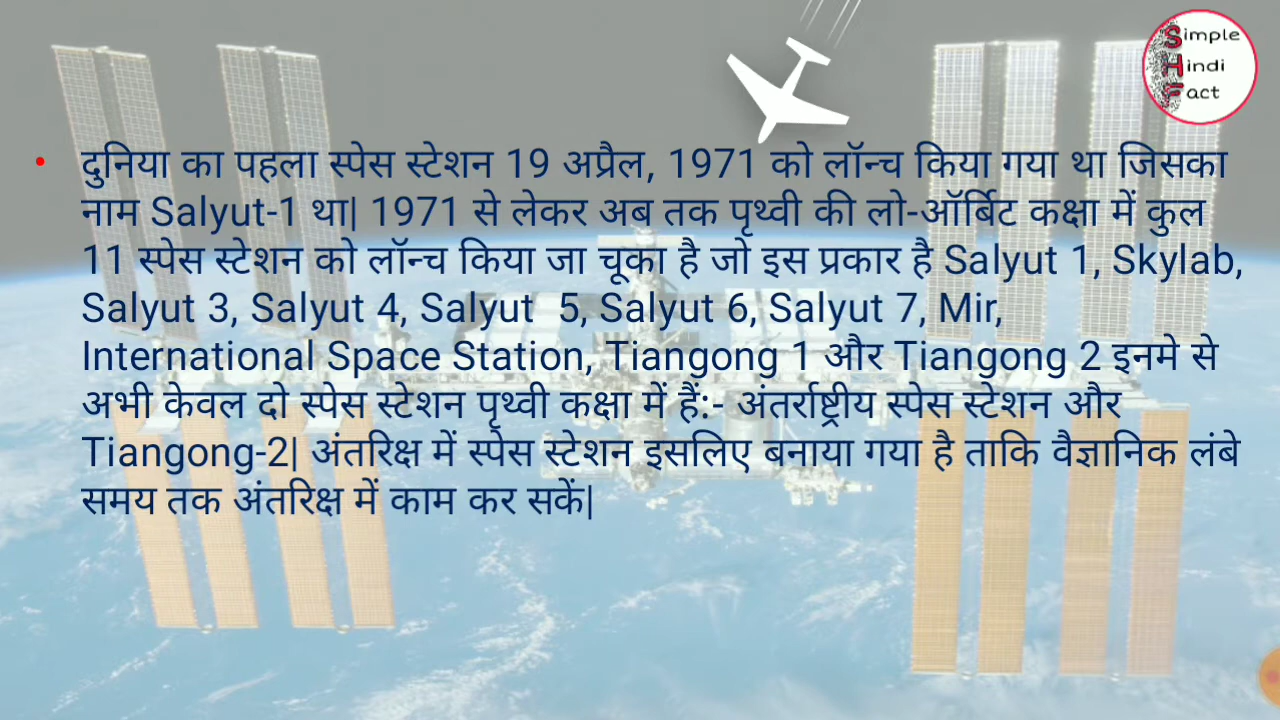 Simple
Hindi
Fact
• दुनिया का पहला स्पेस स्टेशन 19 अप्रैल, 1971 को लॉन्च किया गया था जिसका
नाम Salyut-1 था| 1971 से लेकर अब तक पृथ्वी की लो-ऑर्बिट कक्षा में कुल
11 स्पेस स्टेशन को लॉन्च किया जा चूका है जो इस प्रकार है Salyut 1, Skylab,
Salyut 3, Salyut 4, Salyut  5, Salyut 6, Salyut 7, Mir,
International Space Station, Tiangong 1 और Tiangong 2 इनमे से
अभी केवल दो स्पेस स्टेशन पृथ्वी कक्षा में हैं:- अंतर्राष्ट्रीय स्पेस स्टेशन और
Tiangong-2| अंतरिक्ष में स्पेस स्टेशन इसलिए बनाया गया है ताकि वैज्ञानिक लंबे
समय तक अंतरिक्ष में काम कर सकें|